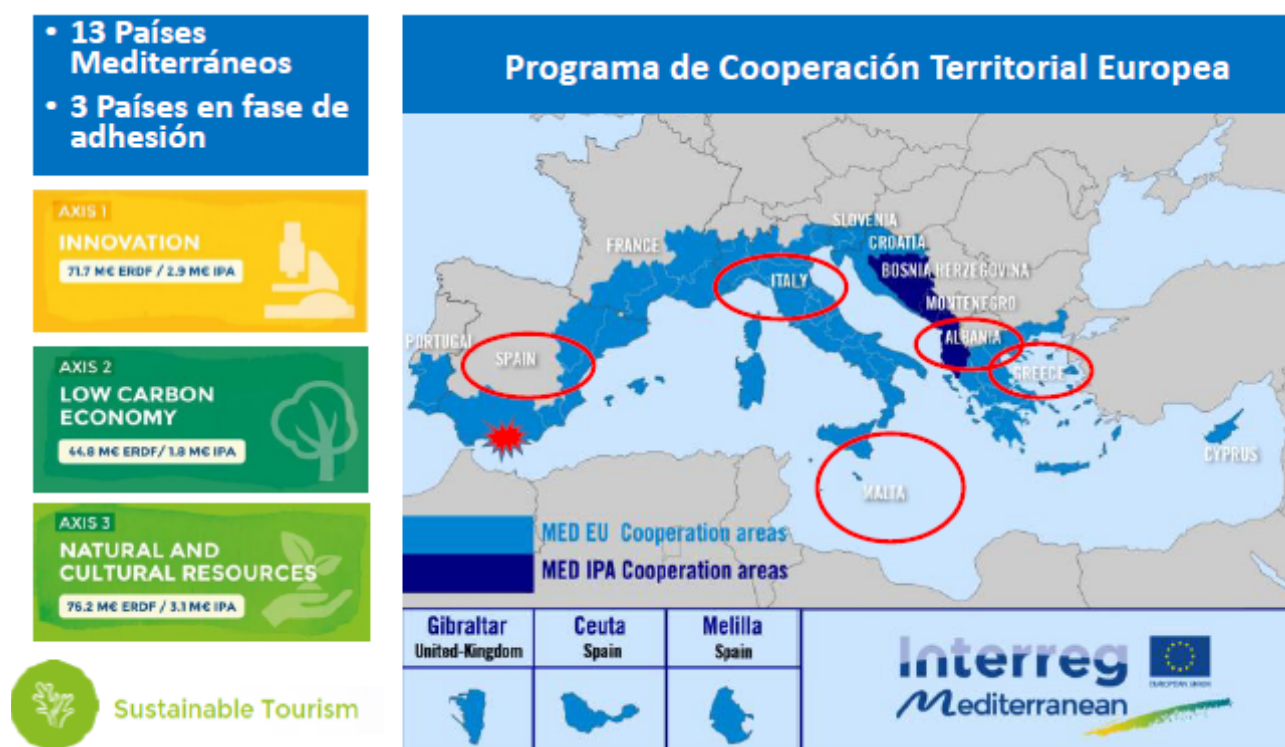 • 13 Países
Mediterráneos
• 3 Países en fase de
adhesión
AXIS 1
INNOVATION
71.7 M€ ERDF / 2.9 M€ IPA
AXIS 2
LOW CARBON
ECONOMY
44.8 M€ ERDF/ 1.8 M€ IPA
AXIS 3
NATURAL AND
CULTURAL RESOURCES
76.2 M€ ERDF / 3.1 M€ IPA
Sustainable Tourism
Programa de Cooperación Territorial Europea
SLOVENIA
FRANCE
CROATIA
BOSNIA HERZEGOVINA
ITALY
MONTENEGRO
PORTUGAL
ALBANIA
SPAIN
GREECE
CYPRUS
MALTA
MED EU Cooperation areas
MED IPA Cooperation areas
Gibraltar
United-Kingdom
Ceuta
Spain
Melilla
Spain
Interreg
Mediterranean
EUROPEAN UNION